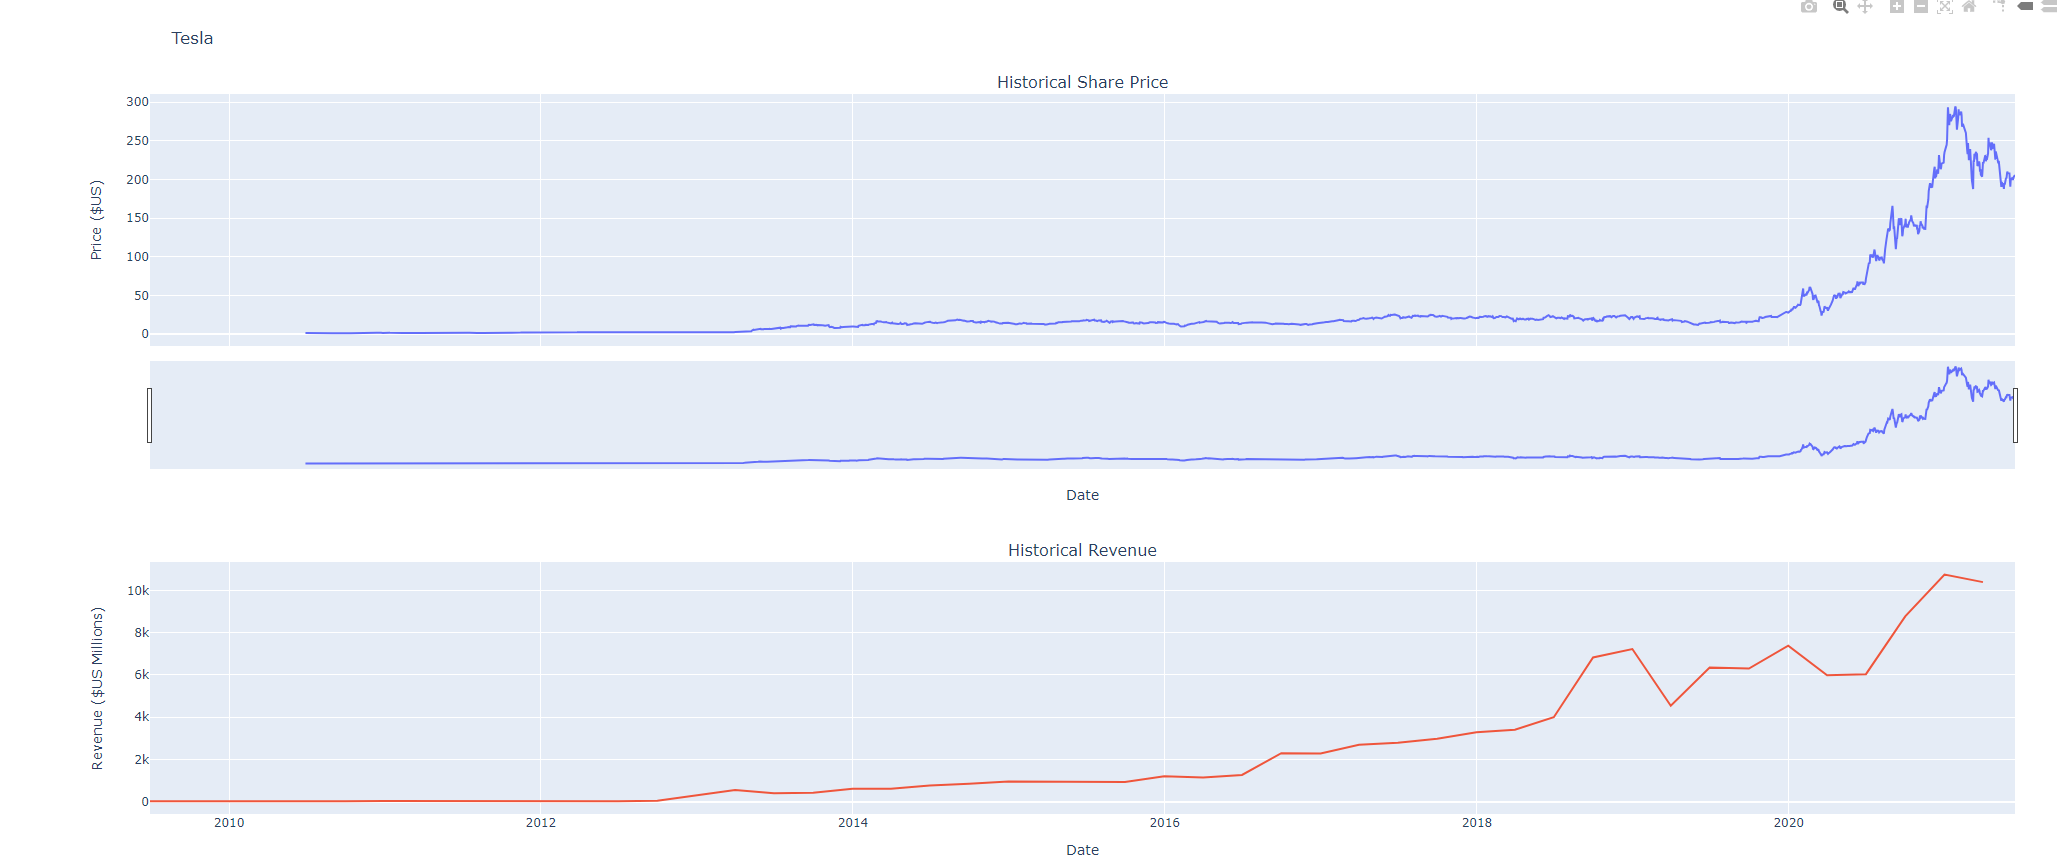 Tesla
Historical Share Price
300
250
200
150
100
50
0
Price ($US)
Date
Historical Revenue
10k
8k
6k
4k
2k
0
Revenue ($US Millions)
2010 2012 2014 2016 2018 2020
Date